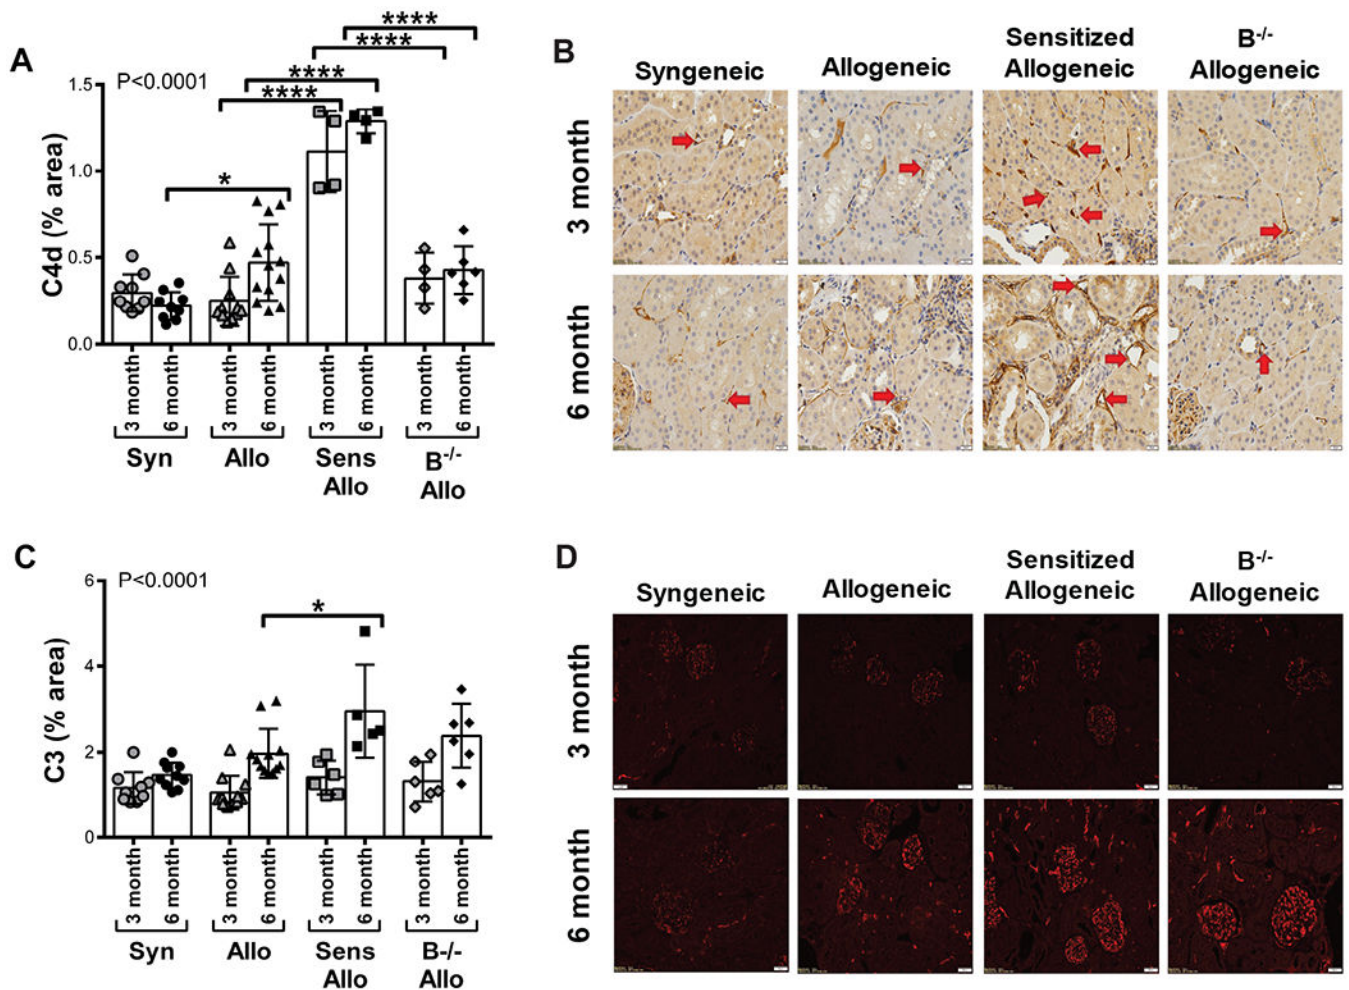 A
P<0.0001
****
****
****
****
*
C4d (% area)
1.5
1.0
0.5
0.0
3 month
6 month
3 month
6 month
3 month
6 month
3 month
6 month
Syn
Allo
Sens
Allo
B-/-
Allo
B
Syngeneic
Allogeneic
Sensitized
Allogeneic
B-/-
Allogeneic
3 month
6 month
C
P<0.0001
*
C3 (% area)
6
4
2
0
3 month
6 month
3 month
6 month
3 month
6 month
3 month
6 month
Syn
Allo
Sens
Allo
B-/-
Allo
D
Syngeneic
Allogeneic
Sensitized
Allogeneic
B-/-
Allogeneic
3 month
6 month